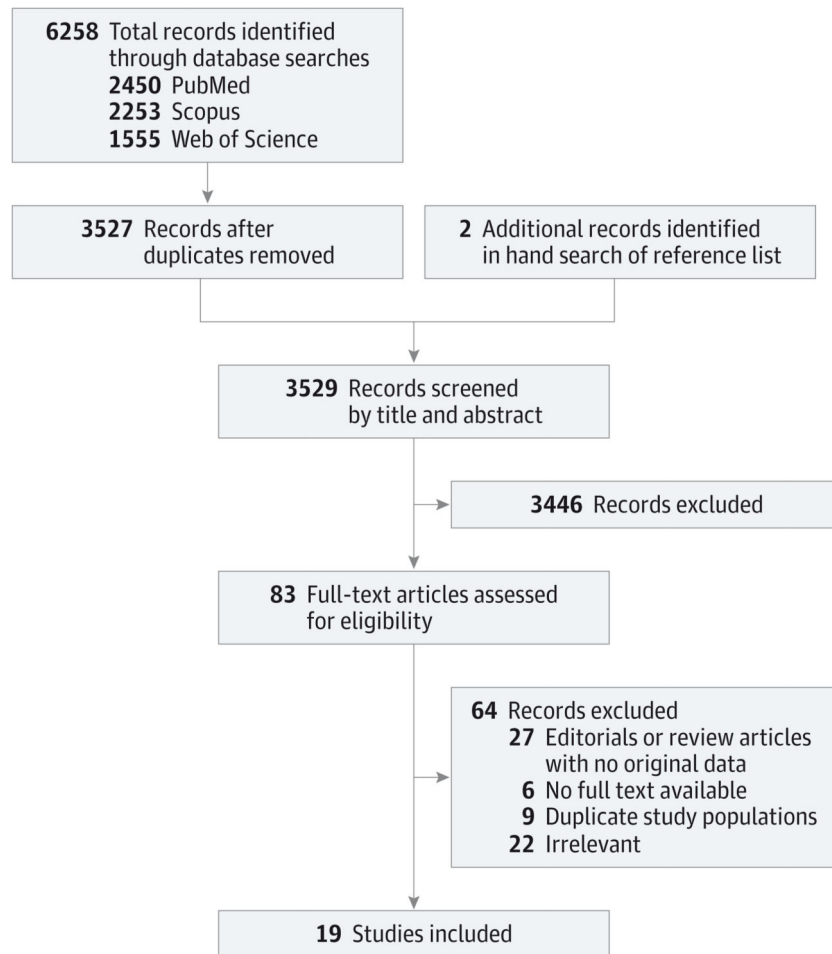 6258 Total records identified
through database searches
2450 PubMed
2253 Scopus
1555 Web of Science
3527 Records after
duplicates removed
2 Additional records identified
in hand search of reference list
3529 Records screened
by title and abstract
3446 Records excluded
83 Full-text articles assessed
for eligibility
64 Records excluded
27 Editorials or review articles
with no original data
6 No full text available
9 Duplicate study populations
22 Irrelevant
19 Studies included